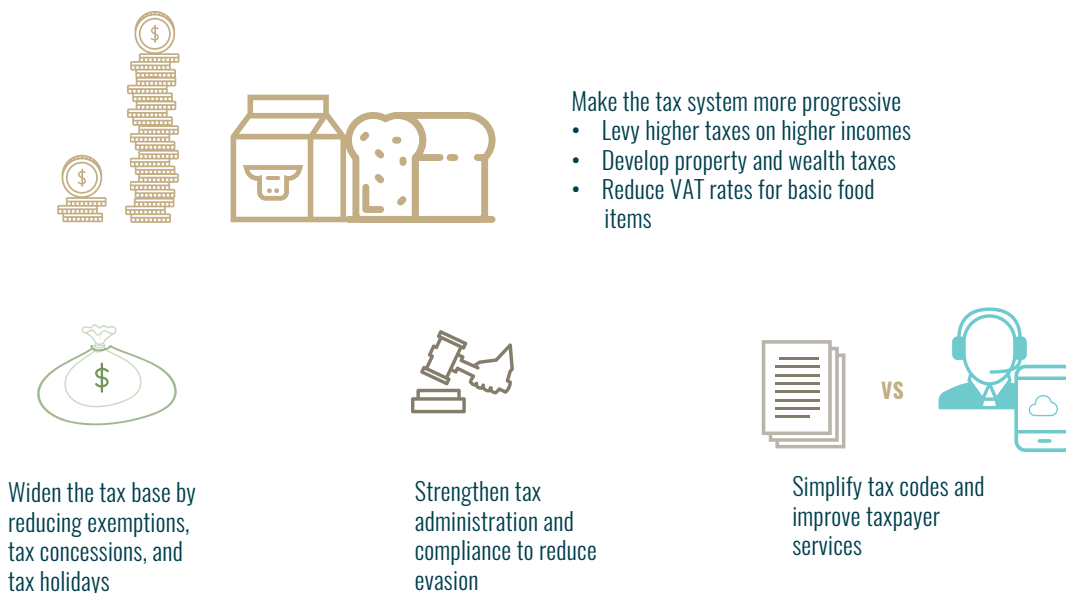 $
$
Make the tax system more progressive
• Levy higher taxes on higher incomes
• Develop property and wealth taxes
• Reduce VAT rates for basic food
items
$
VS
Widen the tax base by
reducing exemptions,
tax concessions, and
tax holidays
Strengthen tax
administration and
compliance to reduce
evasion
Simplify tax codes and
improve taxpayer
services